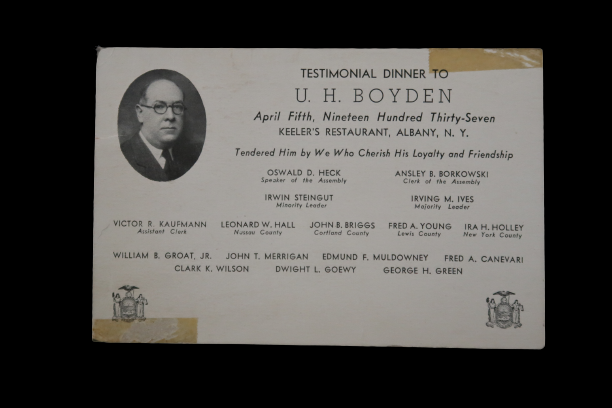 TESTIMONIAL DINNER TO
U. H. BOYDEN
April Fifth, Nineteen Hundred Thirty-Seven
KEELER'S RESTAURANT, ALBANY, N. Y.
Tendered Him by We Who Cherish His Loyalty and Friendship
OSWALD D. HECK ANSLEY B. BORKOWSKI
Speaker of the Assembly Clerk of the Assembly
IRWIN STEINGUT IRVING M. IVES
Minority Leader Majority Leader
VICTOR R. KAUFMANN LEONARD W. HALL JOHN B. BRIGGS FRED A. YOUNG IRA H. HOLLEY
Assistant Clerk Nassau County Cortland County Lewis County New York County
WILLIAM B. GROAT, JR. JOHN T. MERRIGAN EDMUND F. MULDOWNEY FRED A. CANEVARI
CLARK K. WILSON DWIGHT L. GOEWY GEORGE H. GREEN